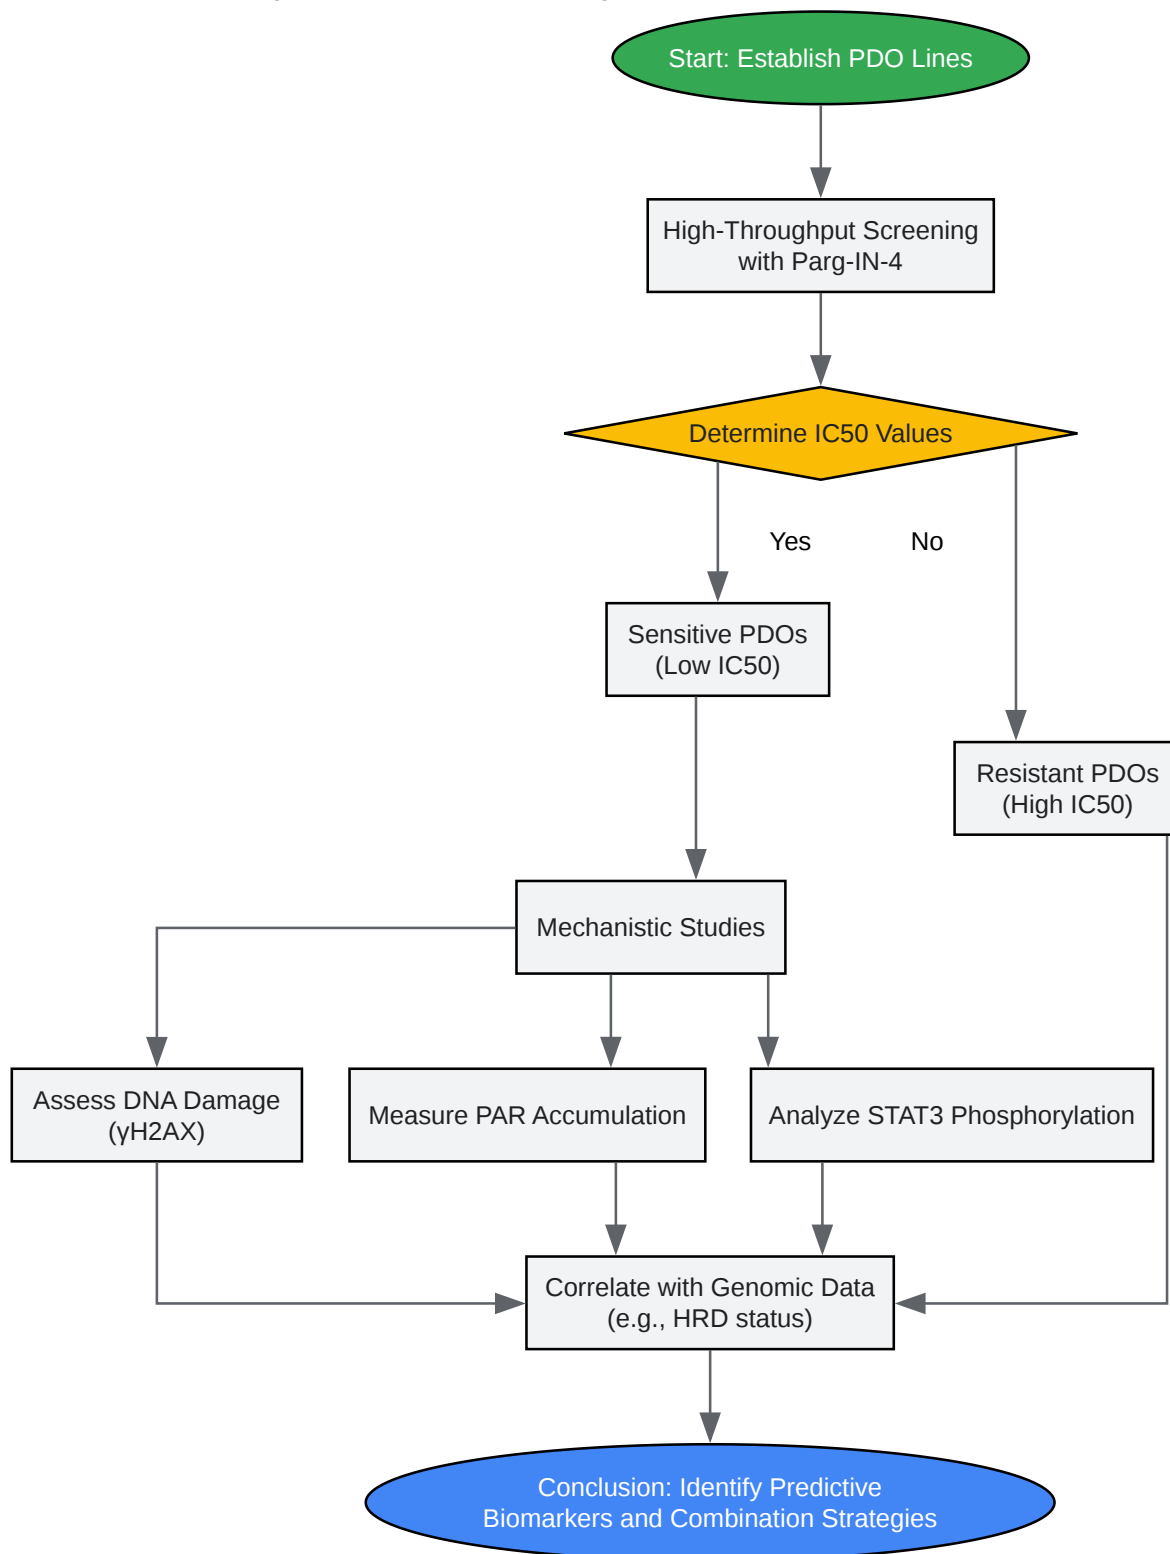 Start: Establish PDO Lines
High-Throughput Screening
with Parg-IN-4
Determine IC50 Values
Yes
No
Sensitive PDOs
(Low IC50)
Resistant PDOs
(High IC50)
Mechanistic Studies
Assess DNA Damage
(γH2AX)
Measure PAR Accumulation
Analyze STAT3 Phosphorylation
Correlate with Genomic Data
(e.g., HRD status)
Conclusion: Identify Predictive
Biomarkers and Combination Strategies